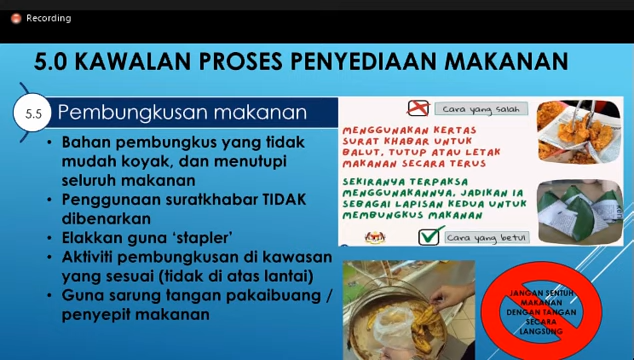 Recording
5.0 KAWALAN PROSES PENYEDIAAN MAKANAN
5.5
Pembungkusan makanan
• Bahan pembungkus yang tidak
mudah koyak, dan menutupi
seluruh makanan
• Penggunaan suratkhabar TIDAK
dibenarkan
• Elakkan guna ‘stapler’
• Aktiviti pembungkusan di kawasan
yang sesuai (tidak di atas lantai)
• Guna sarung tangan pakaibuang /
penyepit makanan
Cara yang salah
MENGGUNAKAN KERTAS
SURAT KHABAR UNTUK
BALUT, TUTUP ATAU LETAK
MAKANAN SECARA TERUS
SEKIRANYA TERPAKSA
MENGGUNAKANNYA, JADIKAN IA
SEBAGAI LAPISAN KEDUA UNTUK
MEMBUNGKUS MAKANAN
Cara yang betul
JANGAN SENTUH
MAKANAN
DENGAN TANGAN
SECARA
LANGSUNG